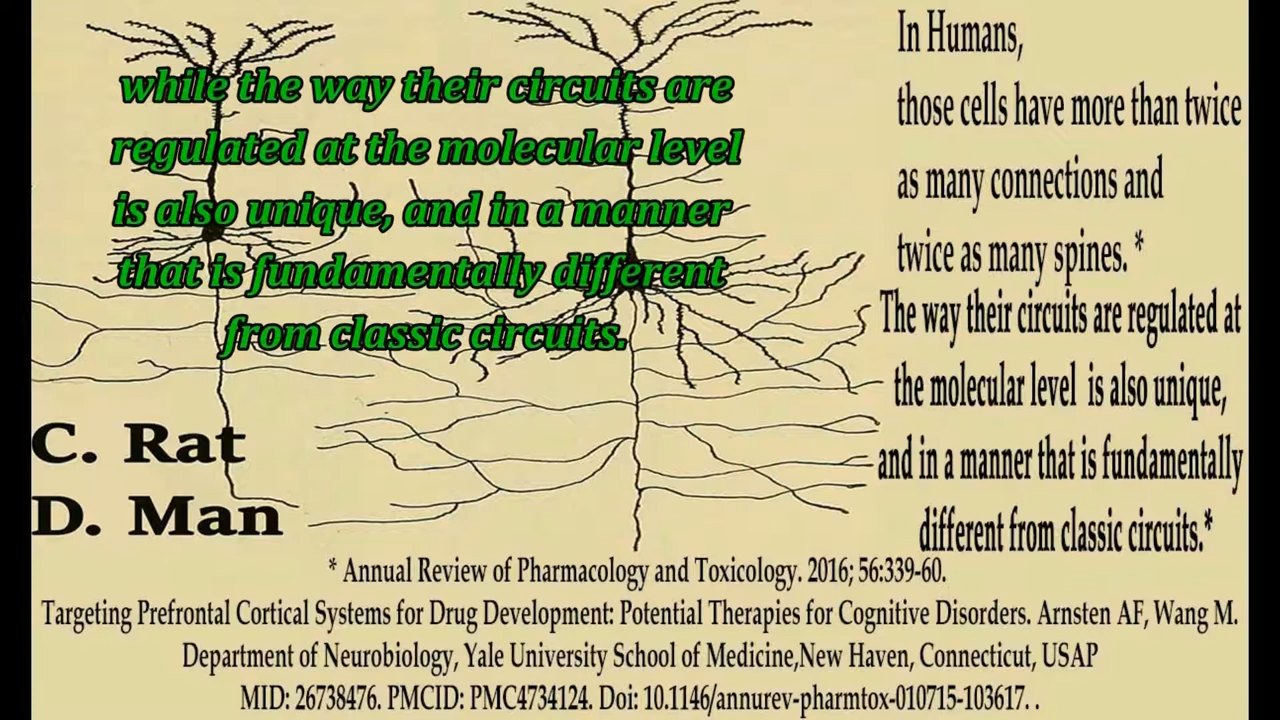 while the way their circuits are
regulated at the molecular level
is also unique, and in a manner
that is fundamentally different
from classic circuits.
In Humans,
those cells have more than twice
as many connections and
twice as many spines. *
The way their circuits are regulated at
the molecular level is also unique,
and in a manner that is fundamentally
different from classic circuits.*
C. Rat
D. Man
* Annual Review of Pharmacology and Toxicology. 2016; 56:339-60.
Targeting Prefrontal Cortical Systems for Drug Development: Potential Therapies for Cognitive Disorders. Arnsten AF, Wang M.
Department of Neurobiology, Yale University School of Medicine,New Haven, Connecticut, USAP
MID: 26738476. PMCID: PMC4734124. Doi: 10.1146/annurev-pharmtox-010715-103617. .